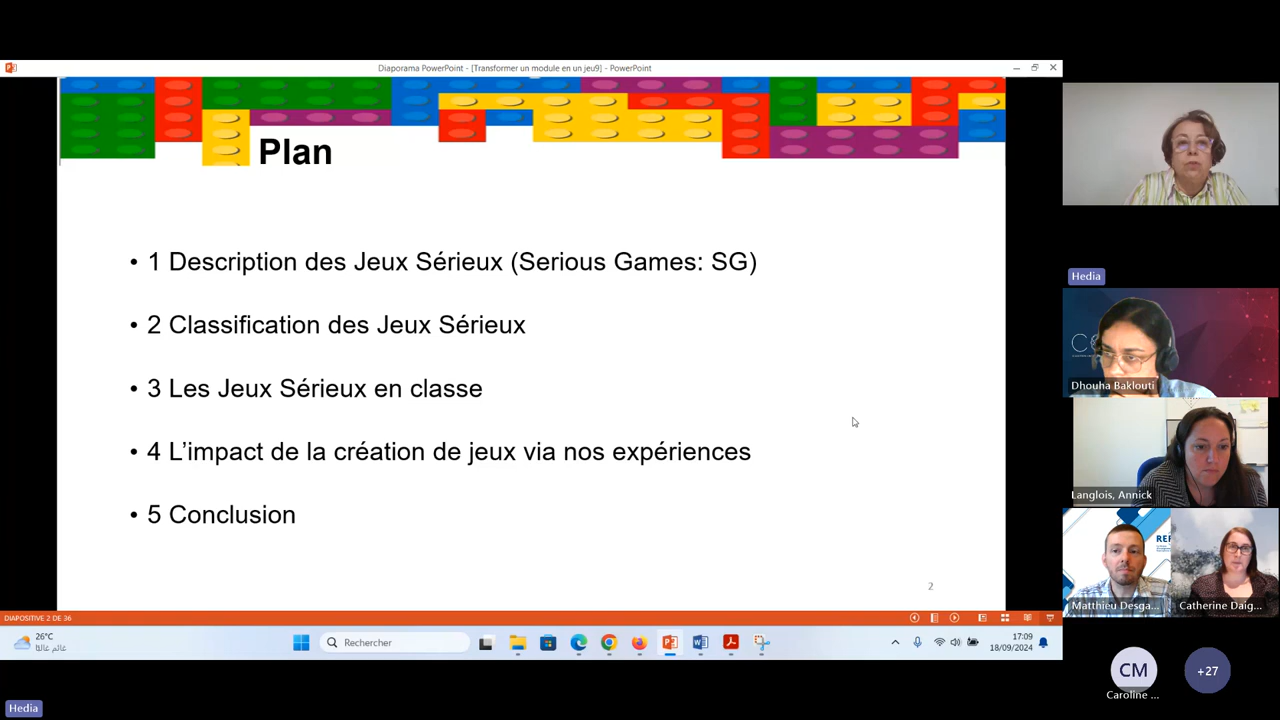 Diaporama PowerPoint - [Transformer un module en un jeu9] - PowerPoint
Plan
• 1 Description des Jeux Sérieux (Serious Games: SG)
• 2 Classification des Jeux Sérieux
• 3 Les Jeux Sérieux en classe
• 4 L’impact de la création de jeux via nos expériences
• 5 Conclusion
2
DIAPOSITIVE 2 DE 36
26°C
غائم غالبًا
Rechercher
17:09
18/09/2024
Hedia
Dhouha Baklouti
Langlois, Annick
REF
Matthieu Desga...
Catherine Daig...
CM
Caroline ...
+27
Hedia